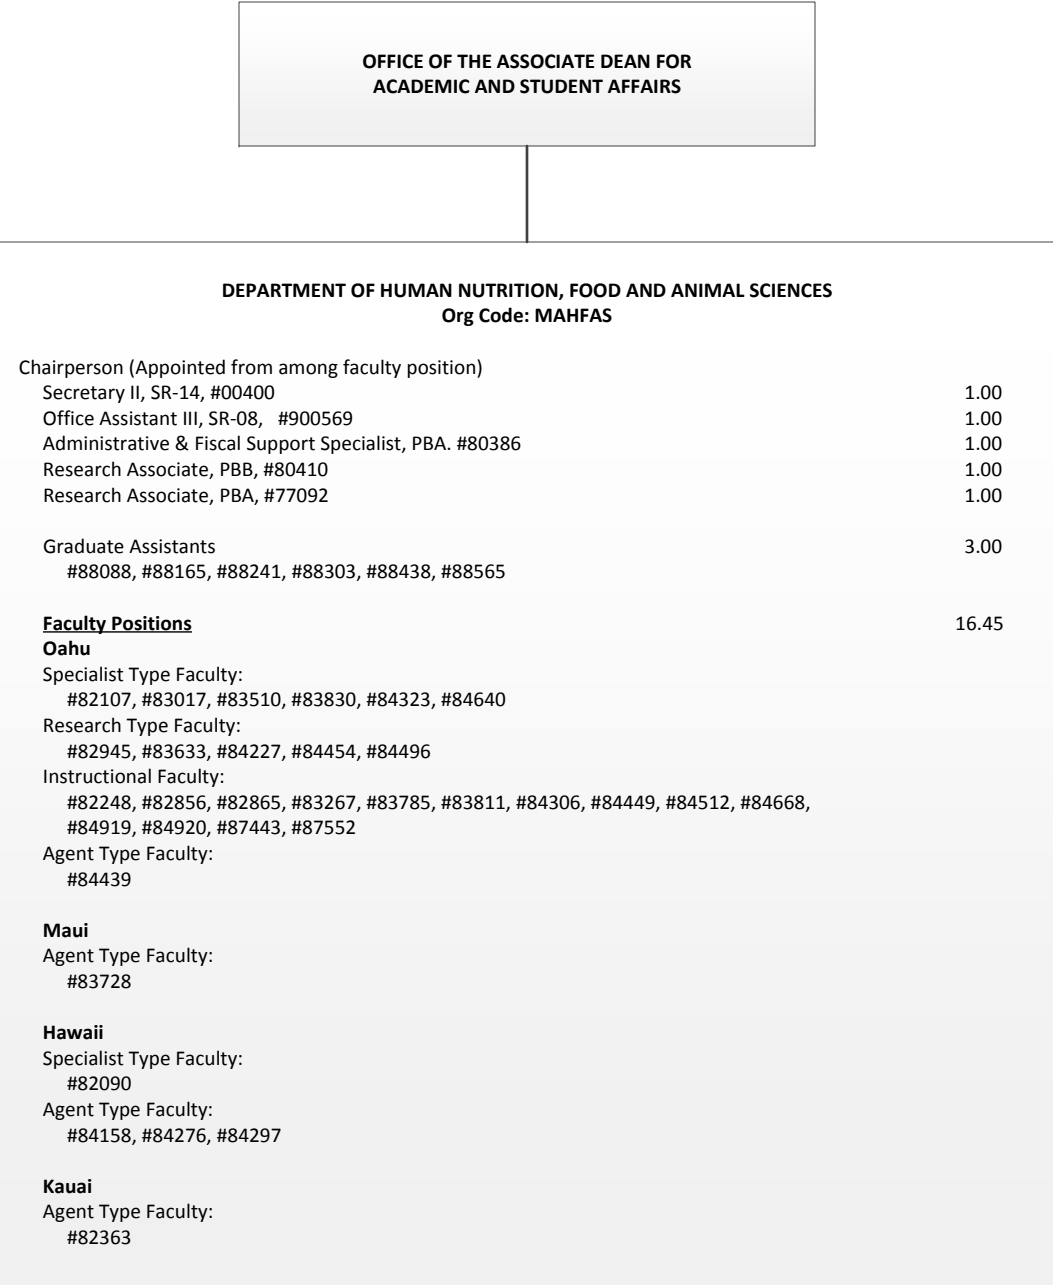 OFFICE OF THE ASSOCIATE DEAN FOR
ACADEMIC AND STUDENT AFFAIRS
DEPARTMENT OF HUMAN NUTRITION, FOOD AND ANIMAL SCIENCES
Org Code: MAHFAS
Chairperson (Appointed from among faculty position)
Secretary II, SR-14, #00400 1.00
Office Assistant III, SR-08, #900569 1.00
Administrative & Fiscal Support Specialist, PBA. #80386 1.00
Research Associate, PBB, #80410 1.00
Research Associate, PBA, #77092 1.00
Graduate Assistants 3.00
#88088, #88165, #88241, #88303, #88438, #88565
Faculty Positions 16.45
Oahu
Specialist Type Faculty:
#82107, #83017, #83510, #83830, #84323, #84640
Research Type Faculty:
#82945, #83633, #84227, #84454, #84496
Instructional Faculty:
#82248, #82856, #82865, #83267, #83785, #83811, #84306, #84449, #84512, #84668,
#84919, #84920, #87443, #87552
Agent Type Faculty:
#84439
Maui
Agent Type Faculty:
#83728
Hawaii
Specialist Type Faculty:
#82090
Agent Type Faculty:
#84158, #84276, #84297
Kauai
Agent Type Faculty:
#82363